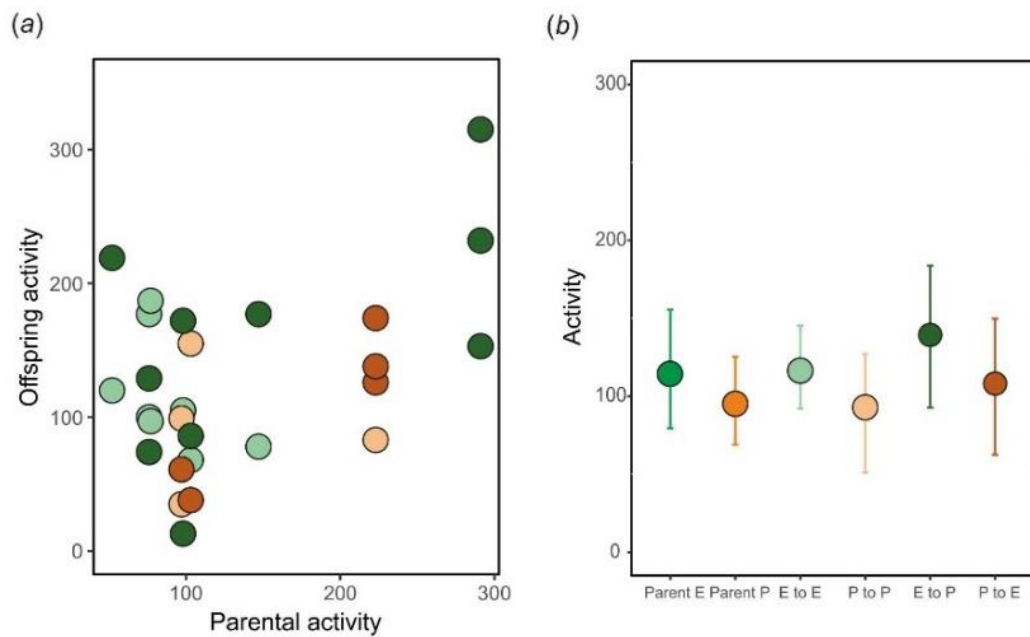 (a)
300
200
100
0
Offspring activity
100
200
300
Parental activity
(b)
300
200
100
0
Activity
Parent E
Parent P
E to E
P to P
E to P
P to E